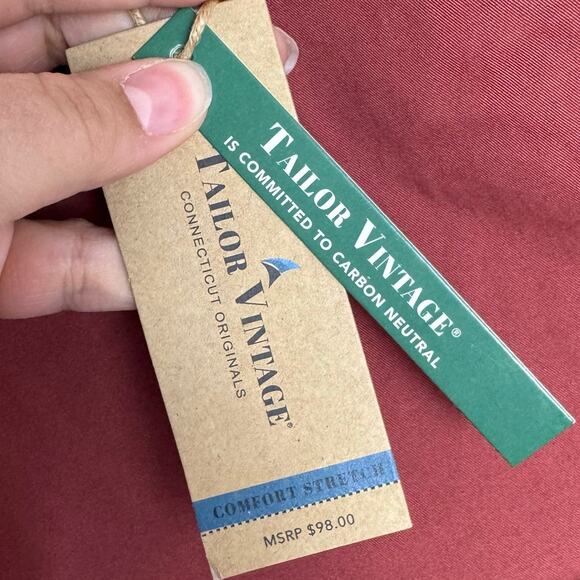 TAILOR VINTAGE®
IS COMMITTED TO CARBON NEUTRAL
TAILOR VINTAGE®
CONNECTICUT ORIGINALS
COMFORT STRETCH
MSRP $98.00